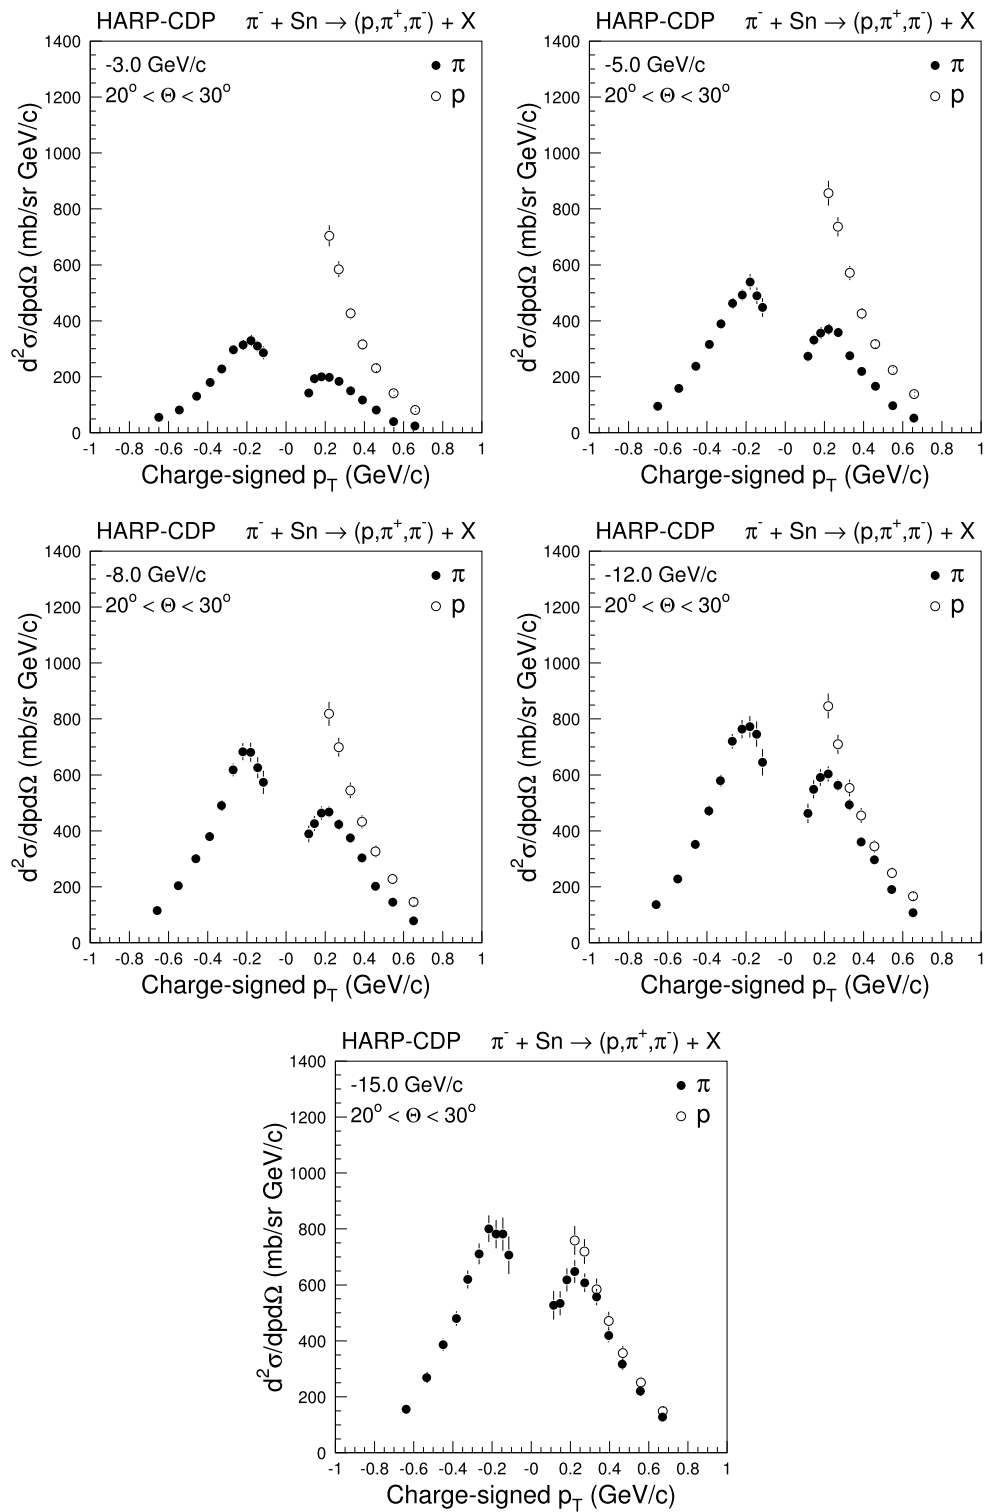 HARP-CDP π⁻ + Sn → (p,π⁺,π⁻) + X
-3.0 GeV/c ● π
20° < Θ < 30° ○ p
d²σ/dpdΩ (mb/sr GeV/c)
1400
1200
1000
800
600
400
200
0
-1 -0.8 -0.6 -0.4 -0.2 -0 0.2 0.4 0.6 0.8 1
Charge-signed p_T (GeV/c)
HARP-CDP π⁻ + Sn → (p,π⁺,π⁻) + X
-5.0 GeV/c ● π
20° < Θ < 30° ○ p
d²σ/dpdΩ (mb/sr GeV/c)
1400
1200
1000
800
600
400
200
0
-1 -0.8 -0.6 -0.4 -0.2 -0 0.2 0.4 0.6 0.8 1
Charge-signed p_T (GeV/c)
HARP-CDP π⁻ + Sn → (p,π⁺,π⁻) + X
-8.0 GeV/c ● π
20° < Θ < 30° ○ p
d²σ/dpdΩ (mb/sr GeV/c)
1400
1200
1000
800
600
400
200
0
-1 -0.8 -0.6 -0.4 -0.2 -0 0.2 0.4 0.6 0.8 1
Charge-signed p_T (GeV/c)
HARP-CDP π⁻ + Sn → (p,π⁺,π⁻) + X
-12.0 GeV/c ● π
20° < Θ < 30° ○ p
d²σ/dpdΩ (mb/sr GeV/c)
1400
1200
1000
800
600
400
200
0
-1 -0.8 -0.6 -0.4 -0.2 -0 0.2 0.4 0.6 0.8 1
Charge-signed p_T (GeV/c)
HARP-CDP π⁻ + Sn → (p,π⁺,π⁻) + X
-15.0 GeV/c ● π
20° < Θ < 30° ○ p
d²σ/dpdΩ (mb/sr GeV/c)
1400
1200
1000
800
600
400
200
0
-1 -0.8 -0.6 -0.4 -0.2 -0 0.2 0.4 0.6 0.8 1
Charge-signed p_T (GeV/c)